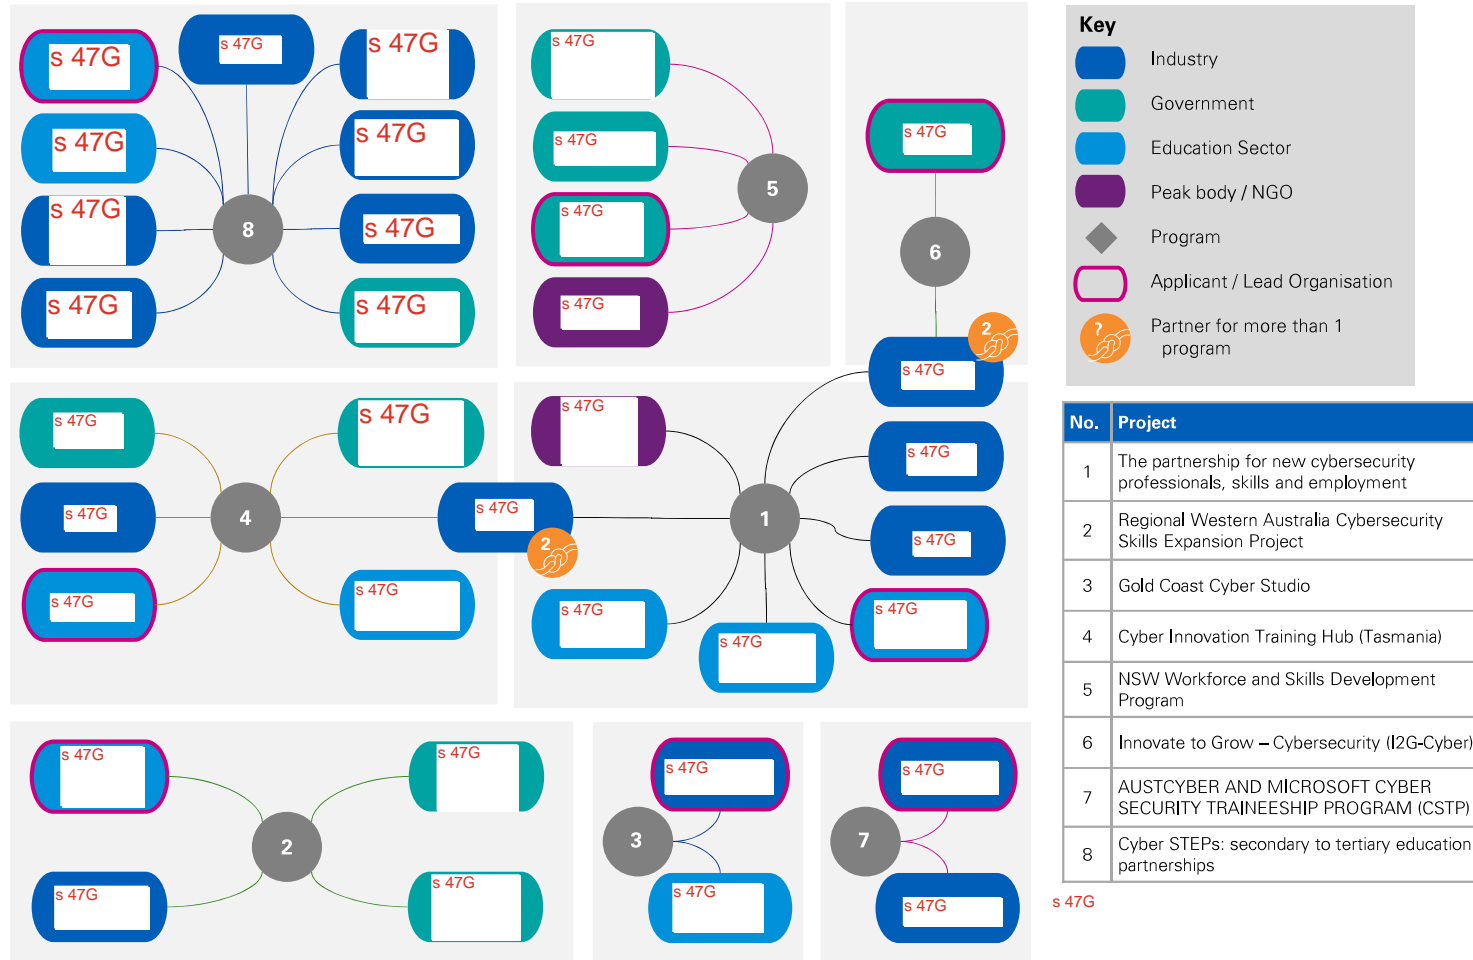 s 47G
s 47G
s 47G
s 47G
s 47G
s 47G
s 47G
s 47G
s 47G
8
s 47G
s 47G
s 47G
s 47G
5
s 47G
6
2
s 47G
Key
Industry
Government
Education Sector
Peak body / NGO
Program
Applicant / Lead Organisation
?
Partner for more than 1
program
s 47G
s 47G
s 47G
s 47G
s 47G
4
s 47G
2
s 47G
s 47G
s 47G
1
s 47G
s 47G
s 47G
s 47G
No. Project
1 The partnership for new cybersecurity
professionals, skills and employment
2 Regional Western Australia Cybersecurity
Skills Expansion Project
3 Gold Coast Cyber Studio
4 Cyber Innovation Training Hub (Tasmania)
5 NSW Workforce and Skills Development
Program
6 Innovate to Grow – Cybersecurity (I2G-Cyber)
7 AUSTCYBER AND MICROSOFT CYBER
SECURITY TRAINEESHIP PROGRAM (CSTP)
8 Cyber STEPs: secondary to tertiary education
partnerships
s 47G
s 47G
s 47G
2
s 47G
s 47G
s 47G
3
s 47G
s 47G
7
s 47G
s 47G